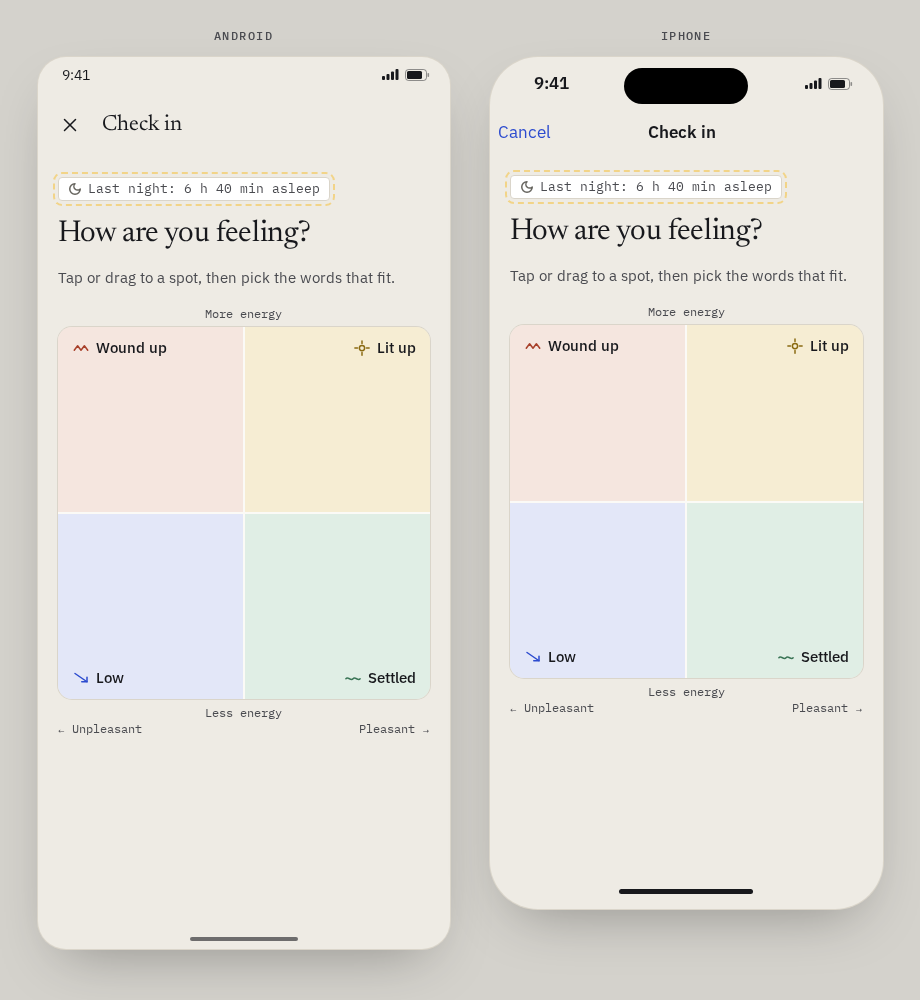 ANDROID
9:41
Check in
Last night: 6 h 40 min asleep
How are you feeling?
Tap or drag to a spot, then pick the words that fit.
More energy
Wound up
Lit up
Low
Settled
Less energy
← Unpleasant
Pleasant →
IPHONE
9:41
Cancel
Check in
Last night: 6 h 40 min asleep
How are you feeling?
Tap or drag to a spot, then pick the words that fit.
More energy
Wound up
Lit up
Low
Settled
Less energy
← Unpleasant
Pleasant →